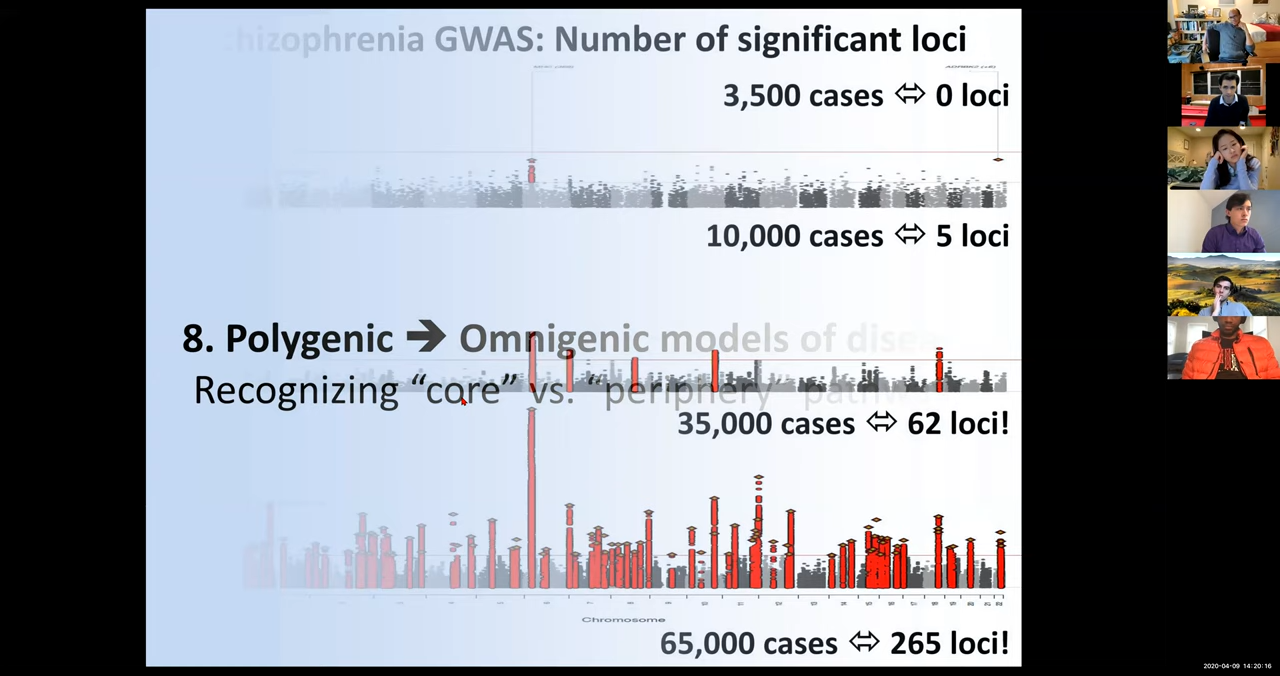 hizophrenia GWAS: Number of significant loci
3,500 cases ⇔ 0 loci
10,000 cases ⇔ 5 loci
8. Polygenic ➔ Omnigenic models of disea
Recognizing “core” vs. “periphery” pathw
35,000 cases ⇔ 62 loci!
Chromosome
65,000 cases ⇔ 265 loci!
2020-04-09 14:20:16